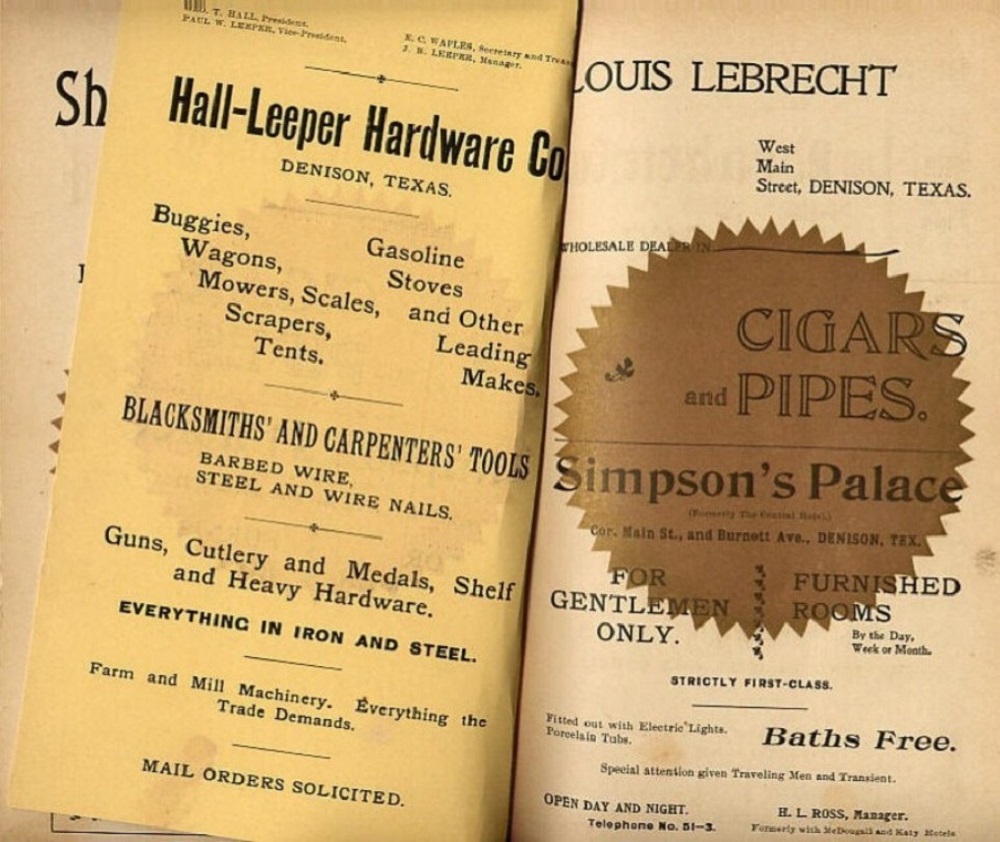 Sh
T. HALL, President.
PAUL W. LEEPER, Vice-President.
E. C. WAPLES, Secretary and Treas
J. B. LEEPER, Manager.
Hall-Leeper Hardware Co
DENISON, TEXAS.
Buggies,
Wagons,
Mowers, Scales,
Scrapers,
Tents.
Gasoline
Stoves
and Other
Leading
Makes.
BLACKSMITHS' AND CARPENTERS' TOOLS
BARBED WIRE,
STEEL AND WIRE NAILS.
Guns, Cutlery and Medals, Shelf
and Heavy Hardware.
EVERYTHING IN IRON AND STEEL.
Farm and Mill Machinery. Everything the
Trade Demands.
MAIL ORDERS SOLICITED.
LOUIS LEBRECHT
West
Main
Street, DENISON, TEXAS.
WHOLESALE DEALER IN
CIGARS
and PIPES.
Simpson's Palace
(Formerly The Central Hotel.)
Cor. Main St., and Burnett Ave., DENISON, TEX.
FOR
GENTLEMEN
ONLY.
FURNISHED
ROOMS
By the Day,
Week or Month.
STRICTLY FIRST-CLASS.
Fitted out with Electric Lights.
Porcelain Tubs.
Baths Free.
Special attention given Traveling Men and Transient.
OPEN DAY AND NIGHT.
Telephone No. 51-3.
H. L. ROSS, Manager.
Formerly with McDougall and Katy Hotels